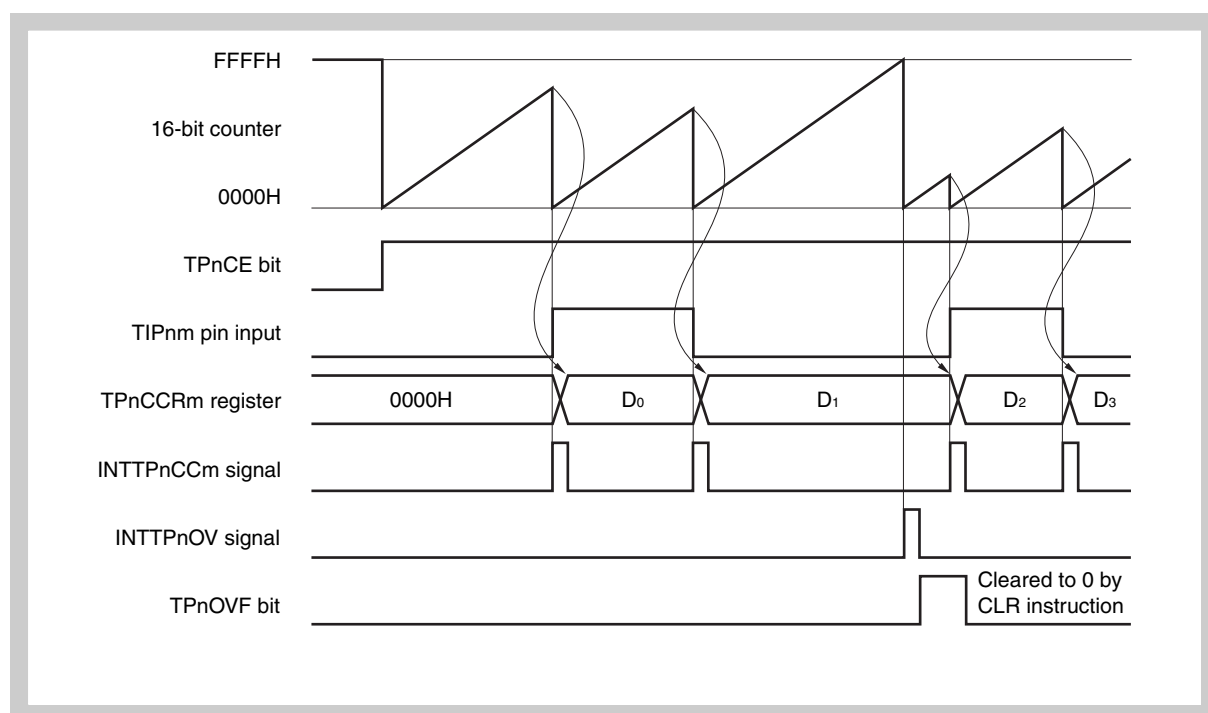 FFFFH
16-bit counter
0000H
TPnCE bit
TIPnm pin input
TPnCCRm register
0000H
D0
D1
D2
D3
INTTPnCCm signal
INTTPnOV signal
TPnOVF bit
Cleared to 0 by
CLR instruction